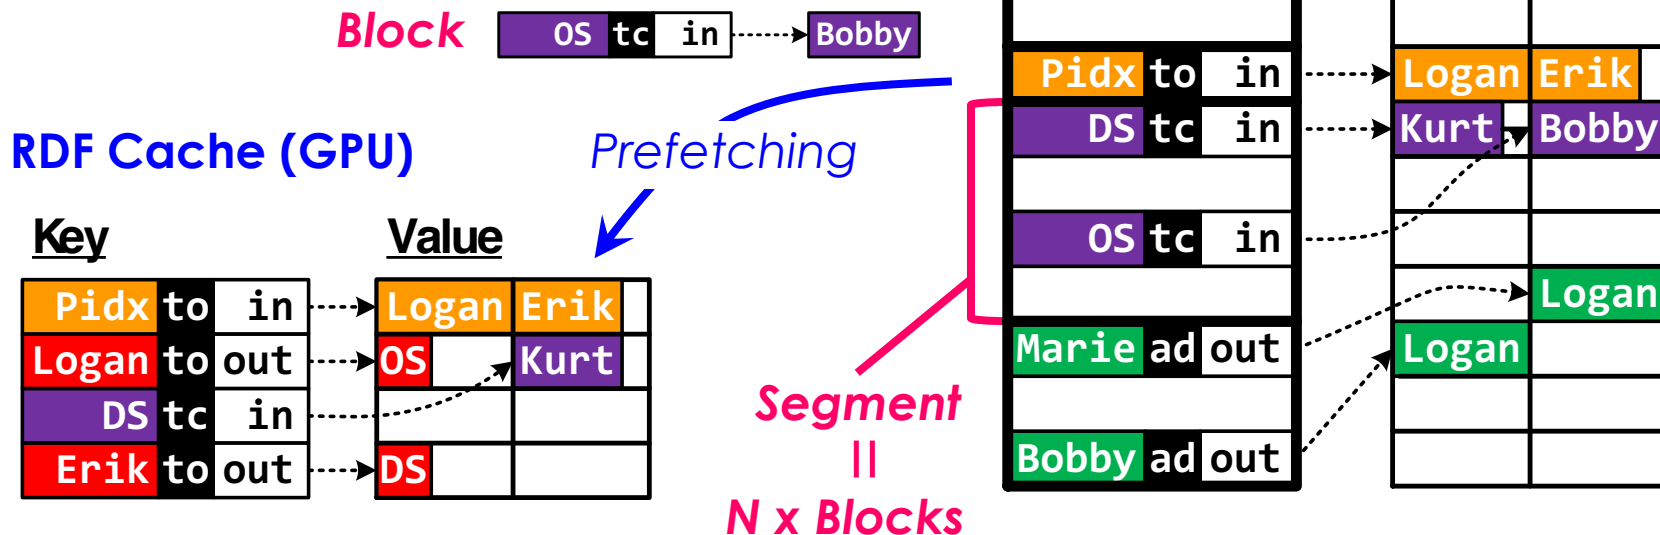 Block OS tc in Bobby
Pidx to in Logan Erik
DS tc in Kurt Bobby
OS tc in
Logan
Marie ad out Logan
Bobby ad out
Prefetching
RDF Cache (GPU)
Key Value
Pidx to in Logan Erik
Logan to out OS Kurt
DS tc in
Erik to out DS
Segment
=
N x Blocks